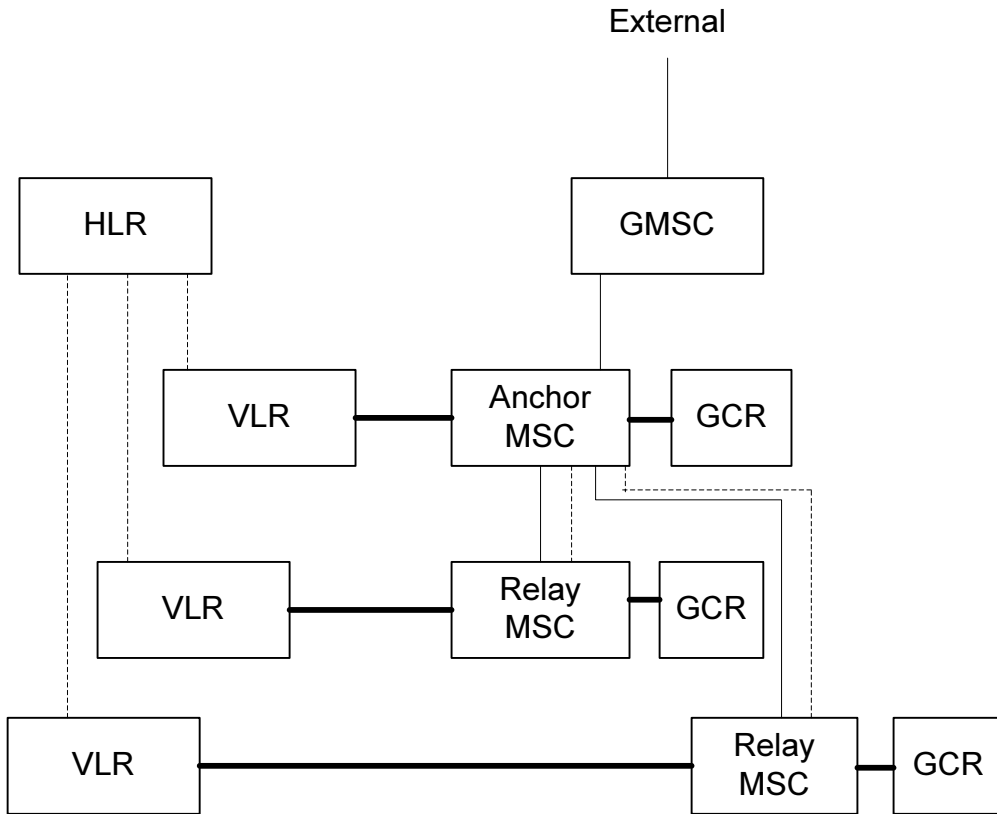 External
HLR
GMSC
VLR
Anchor
MSC
GCR
VLR
Relay
MSC
GCR
VLR
Relay
MSC
GCR